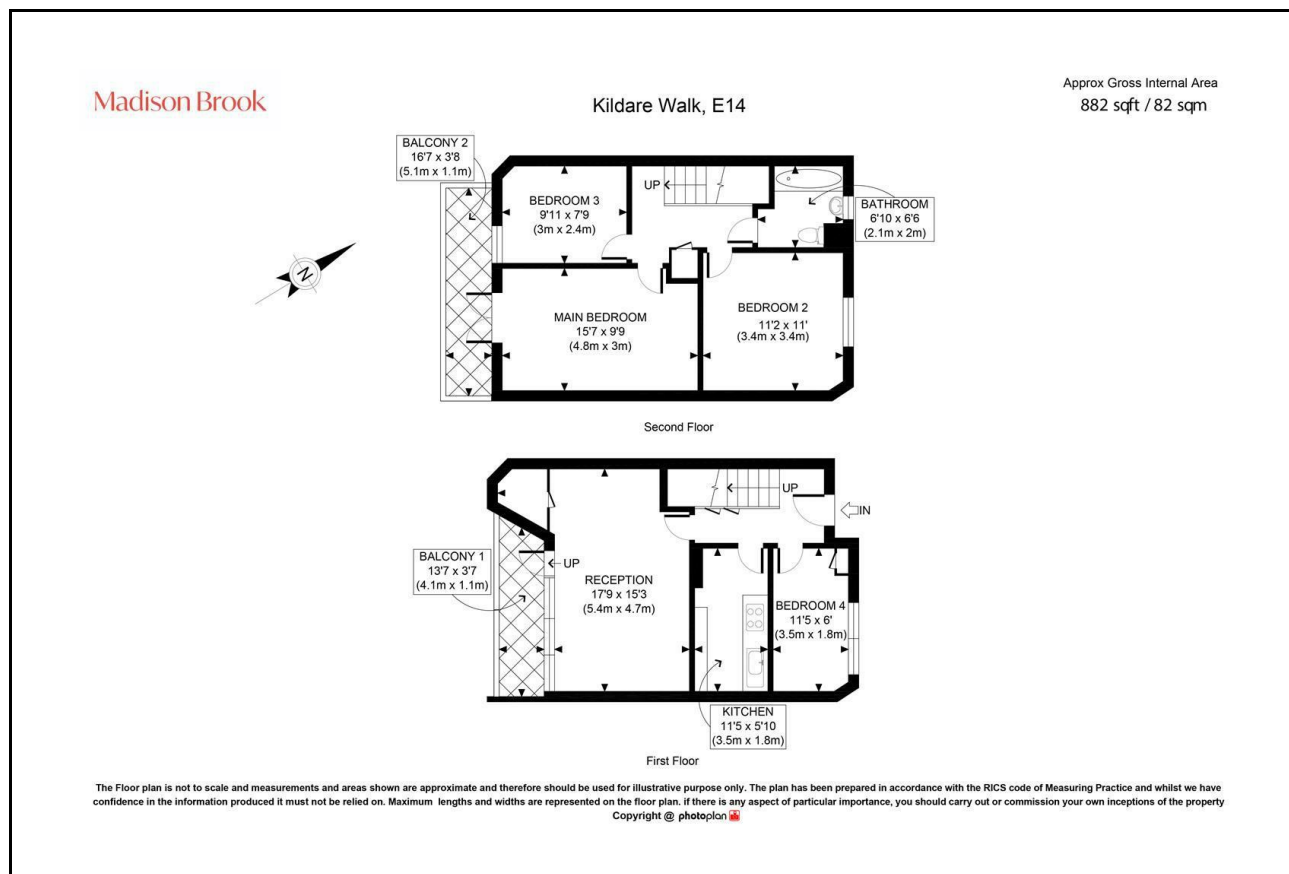 Madison Brook
Kildare Walk, E14
Approx Gross Internal Area
882 sqft / 82 sqm
BALCONY 2
16'7 x 3'8
(5.1m x 1.1m)
BEDROOM 3
9'11 x 7'9
(3m x 2.4m)
UP
BATHROOM
6'10 x 6'6
(2.1m x 2m)
N
MAIN BEDROOM
15'7 x 9'9
(4.8m x 3m)
BEDROOM 2
11'2 x 11'
(3.4m x 3.4m)
Second Floor
UP
IN
BALCONY 1
13'7 x 3'7
(4.1m x 1.1m)
UP
RECEPTION
17'9 x 15'3
(5.4m x 4.7m)
BEDROOM 4
11'5 x 6'
(3.5m x 1.8m)
KITCHEN
11'5 x 5'10
(3.5m x 1.8m)
First Floor
The Floor plan is not to scale and measurements and areas shown are approximate and therefore should be used for illustrative purpose only. The plan has been prepared in accordance with the RICS code of Measuring Practice and whilst we have
confidence in the information produced it must not be relied on. Maximum lengths and widths are represented on the floor plan. if there is any aspect of particular importance, you should carry out or commission your own inceptions of the property
Copyright @ photoplan